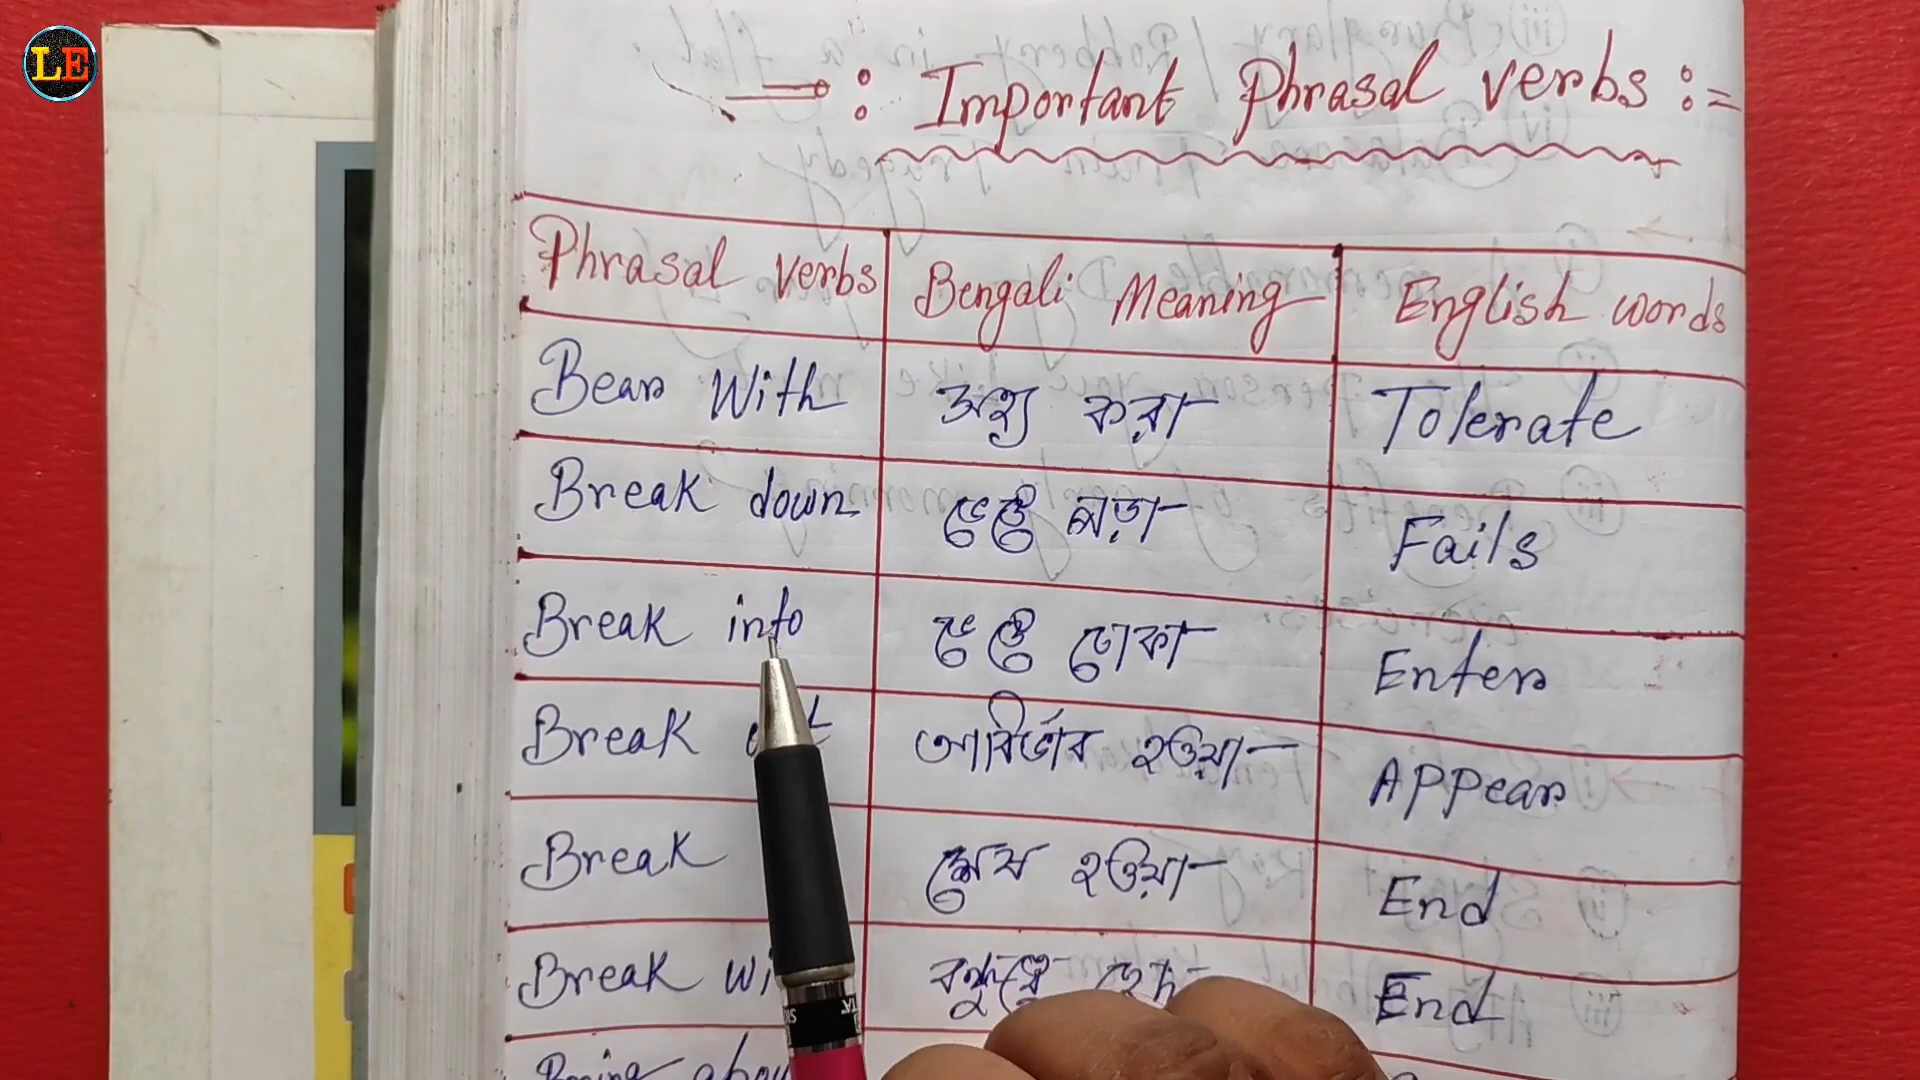 LE
Important Phrasal verbs :=
Phrasal verbs Bengali Meaning English words
Bear With সহ্য করা Tolerate
Break down ভেঙে পড়া Fails
Break into ভেঙে ঢোকা Enter
Break আবির্ভাব হওয়া Appear
Break শেষ হওয়া End
Break End